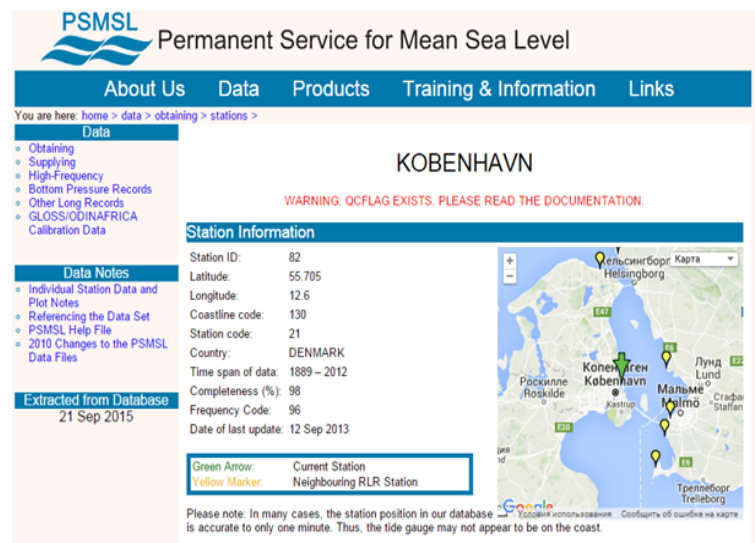 PSMSL
Permanent Service for Mean Sea Level
About Us Data Products Training & Information Links
You are here: home > data > obtaining > stations >
Data
Obtaining
Supplying
High-Frequency
Bottom Pressure Records
Other Long Records
GLOSS/ODINAFRICA
Calibration Data
Data Notes
Individual Station Data and
Plot Notes
Referencing the Data Set
PSMSL Help File
2010 Changes to the PSMSL
Data Files
Extracted from Database
21 Sep 2015
KOBENHAVN
WARNING: QCFLAG EXISTS. PLEASE READ THE DOCUMENTATION.
Station Information
Station ID: 82
Latitude: 55.705
Longitude: 12.6
Coastline code: 130
Station code: 21
Country: DENMARK
Time span of data: 1889 – 2012
Completeness (%): 98
Frequency Code: 96
Date of last update: 12 Sep 2013
Green Arrow: Current Station
Yellow Marker: Neighbouring RLR
Station
+
−
Карта
Helsingborg
E47
E6
Лунд
Lund
København
Роскилле
Roskilde
Мальмё
Malmö
Staffan
Kastrup
E20
E6
Треллеборг
Trelleborg
Google
Условия использования Сообщить об ошибке на карте
Please note: In many cases, the station position in our database
is accurate to only one minute. Thus, the tide gauge may not appear to be on the coast.